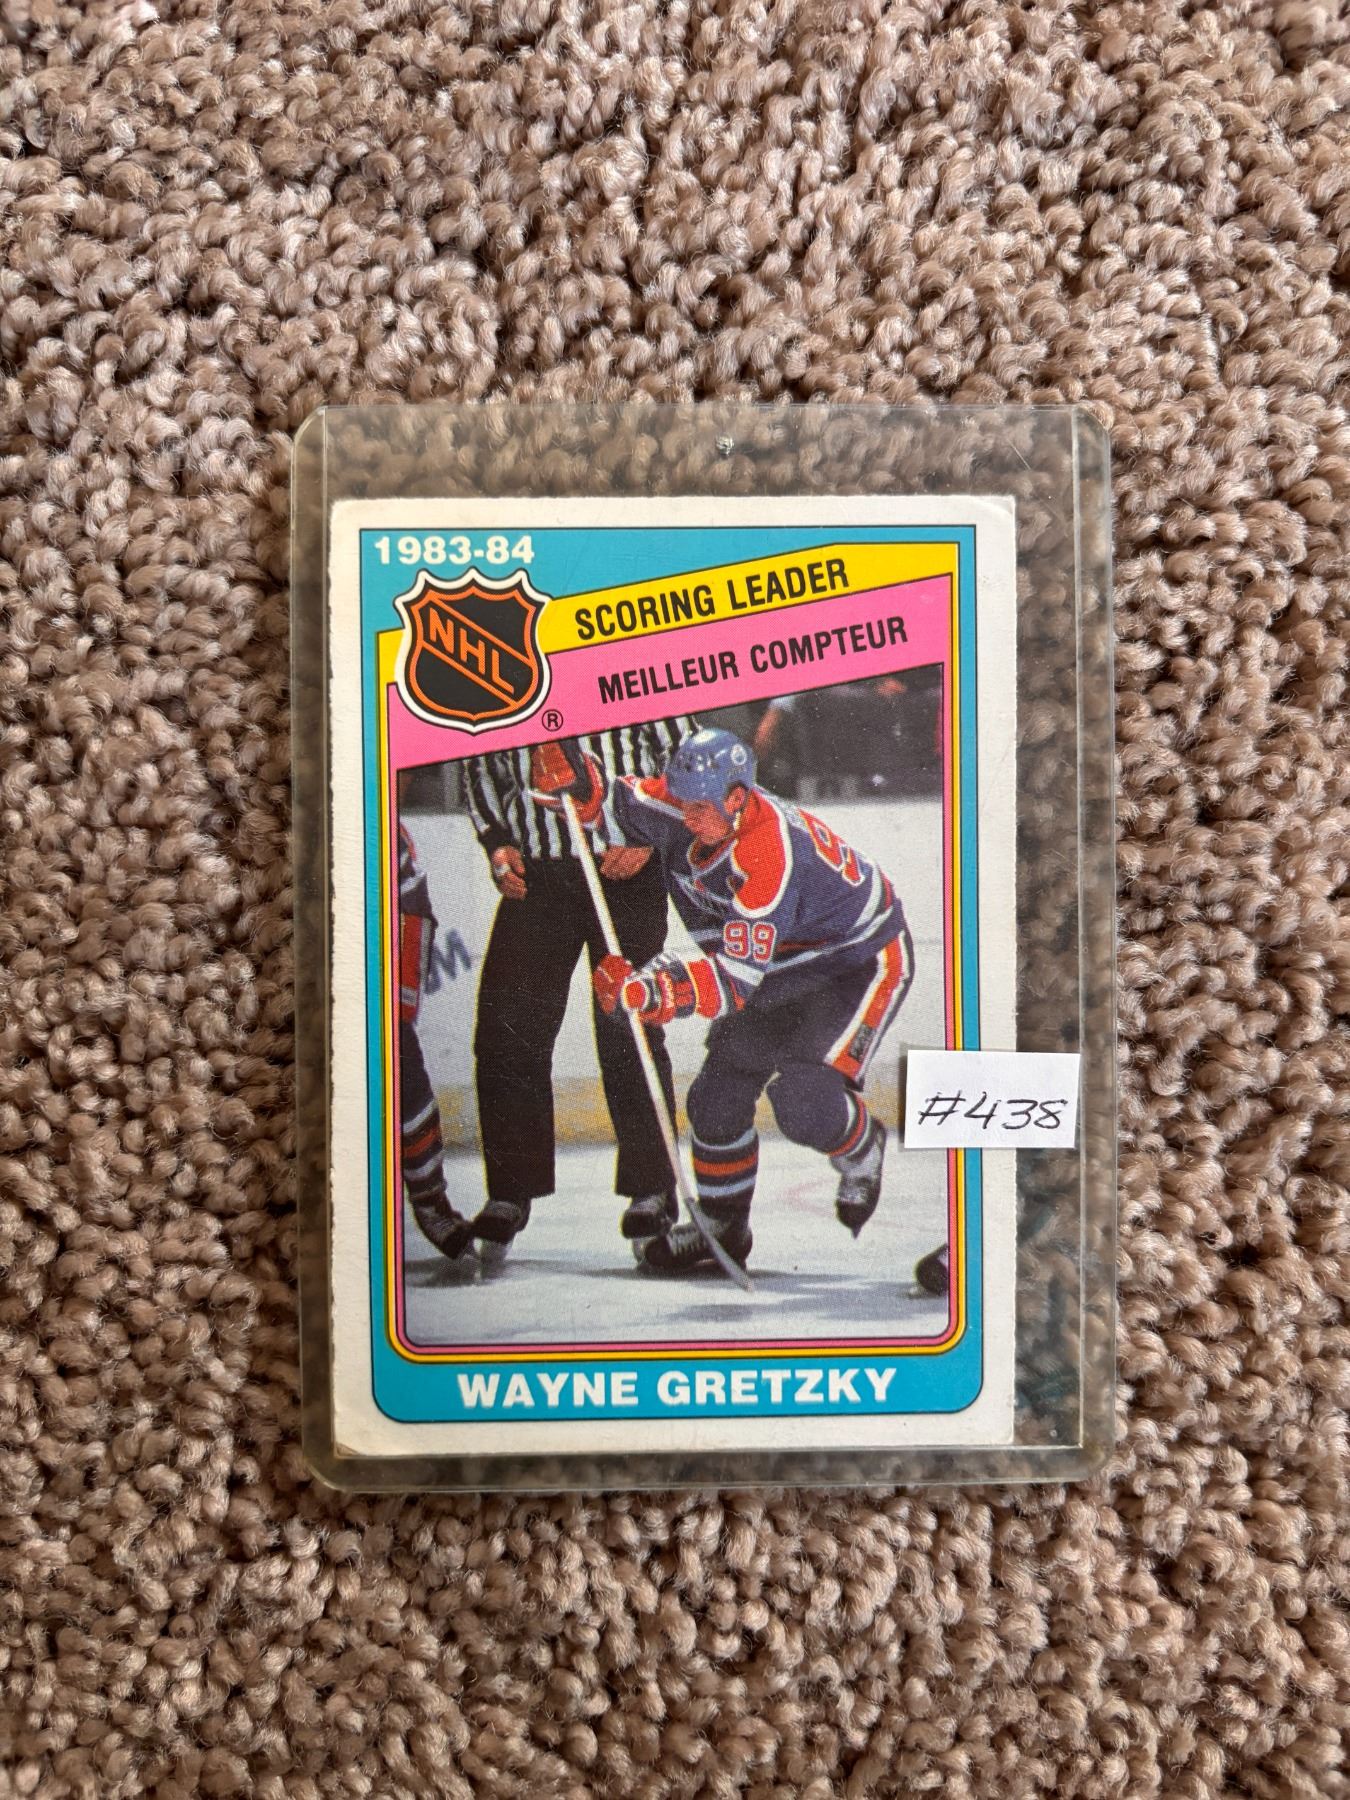 1983-84
NHL
®
SCORING LEADER
MEILLEUR COMPTEUR
99
#438
WAYNE GRETZKY